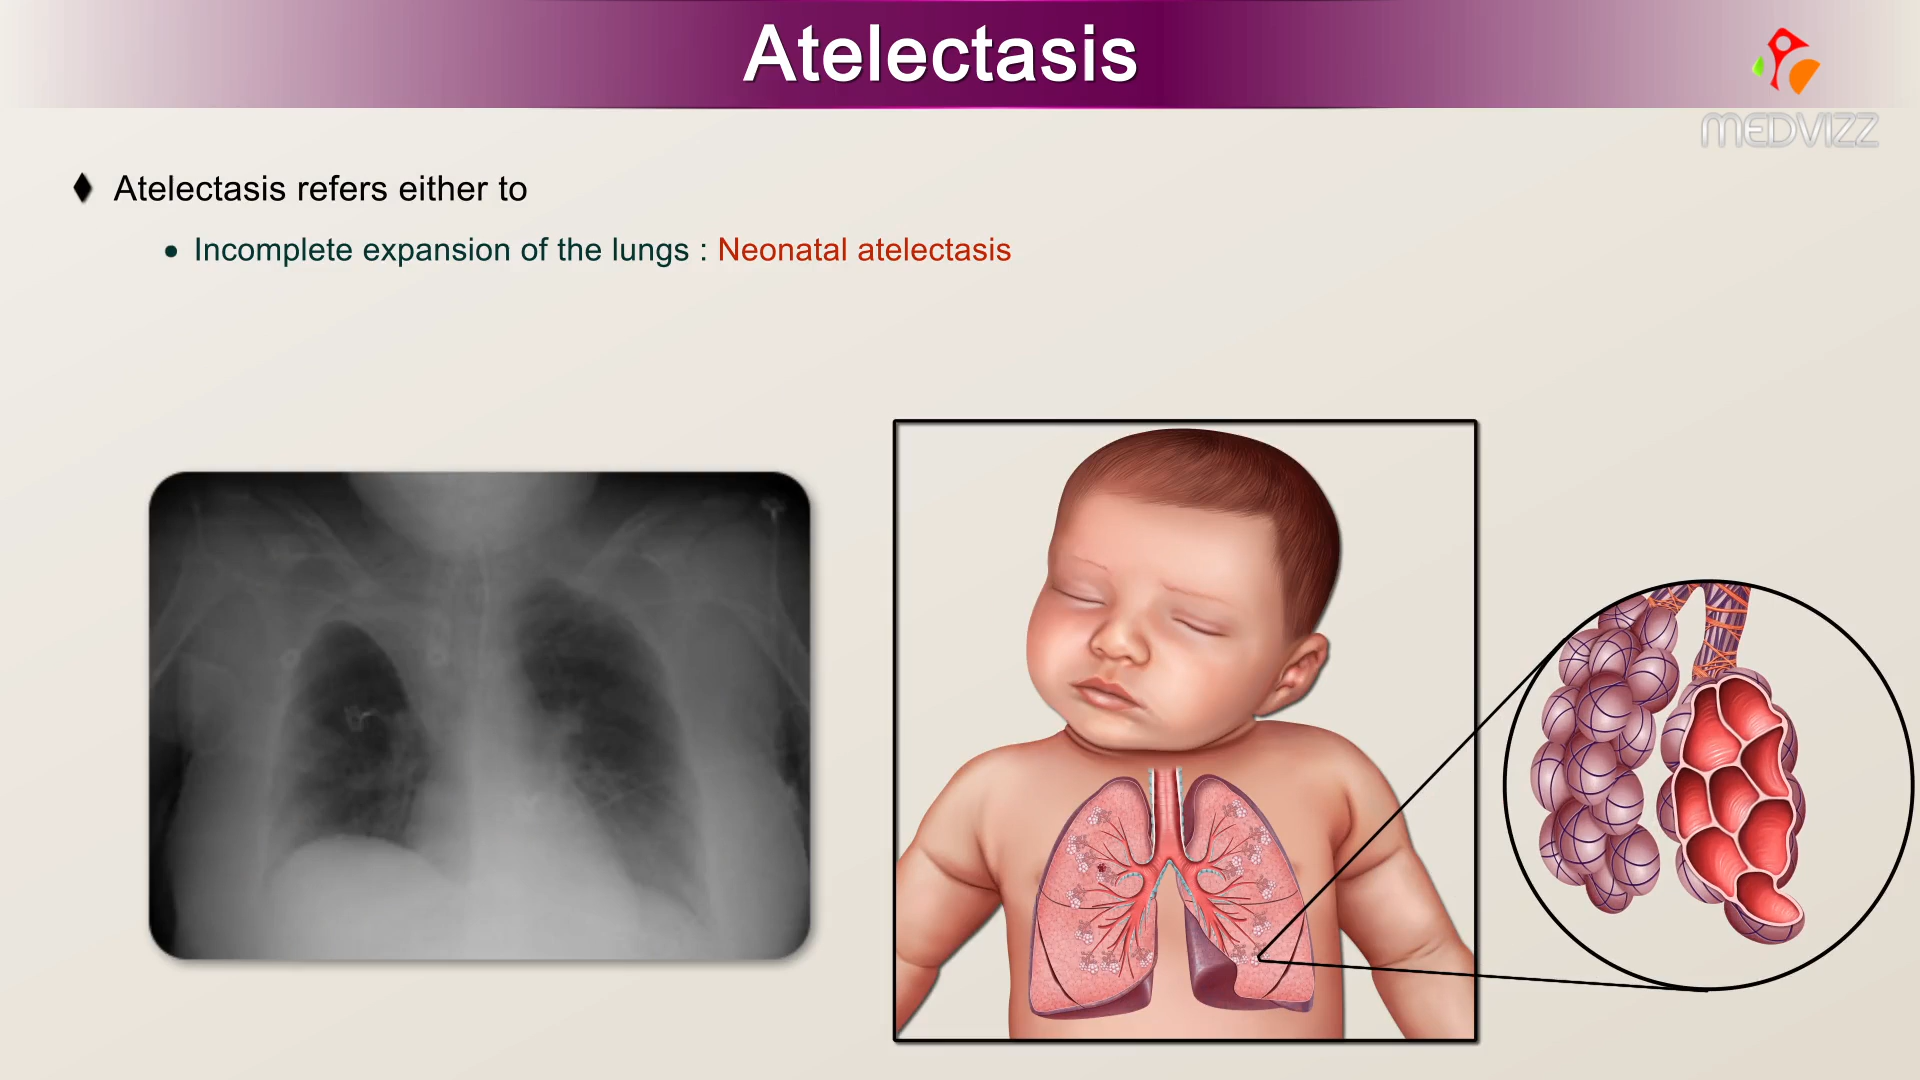 Atelectasis
MEDVIZZ
Atelectasis refers either to
Incomplete expansion of the lungs : Neonatal atelectasis